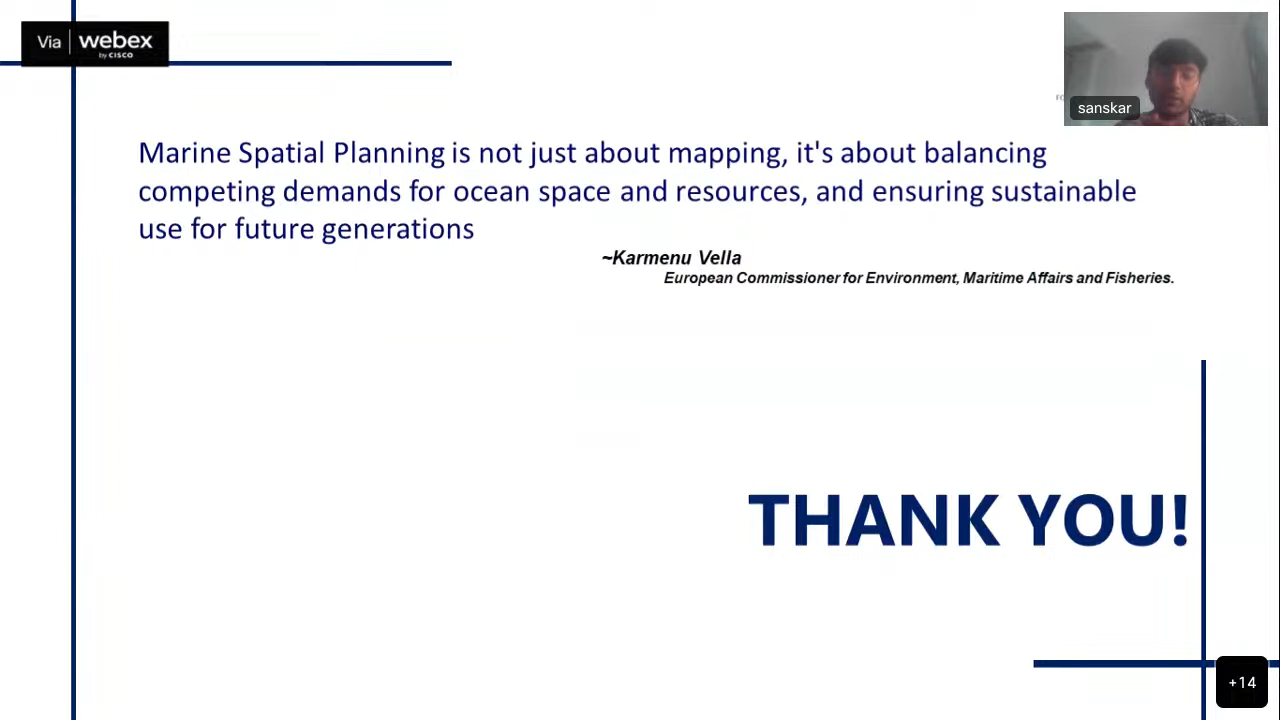 Via webex
by CISCO
sanskar
Marine Spatial Planning is not just about mapping, it's about balancing
competing demands for ocean space and resources, and ensuring sustainable
use for future generations
~Karmenu Vella
European Commissioner for Environment, Maritime Affairs and Fisheries.
THANK YOU!
+14